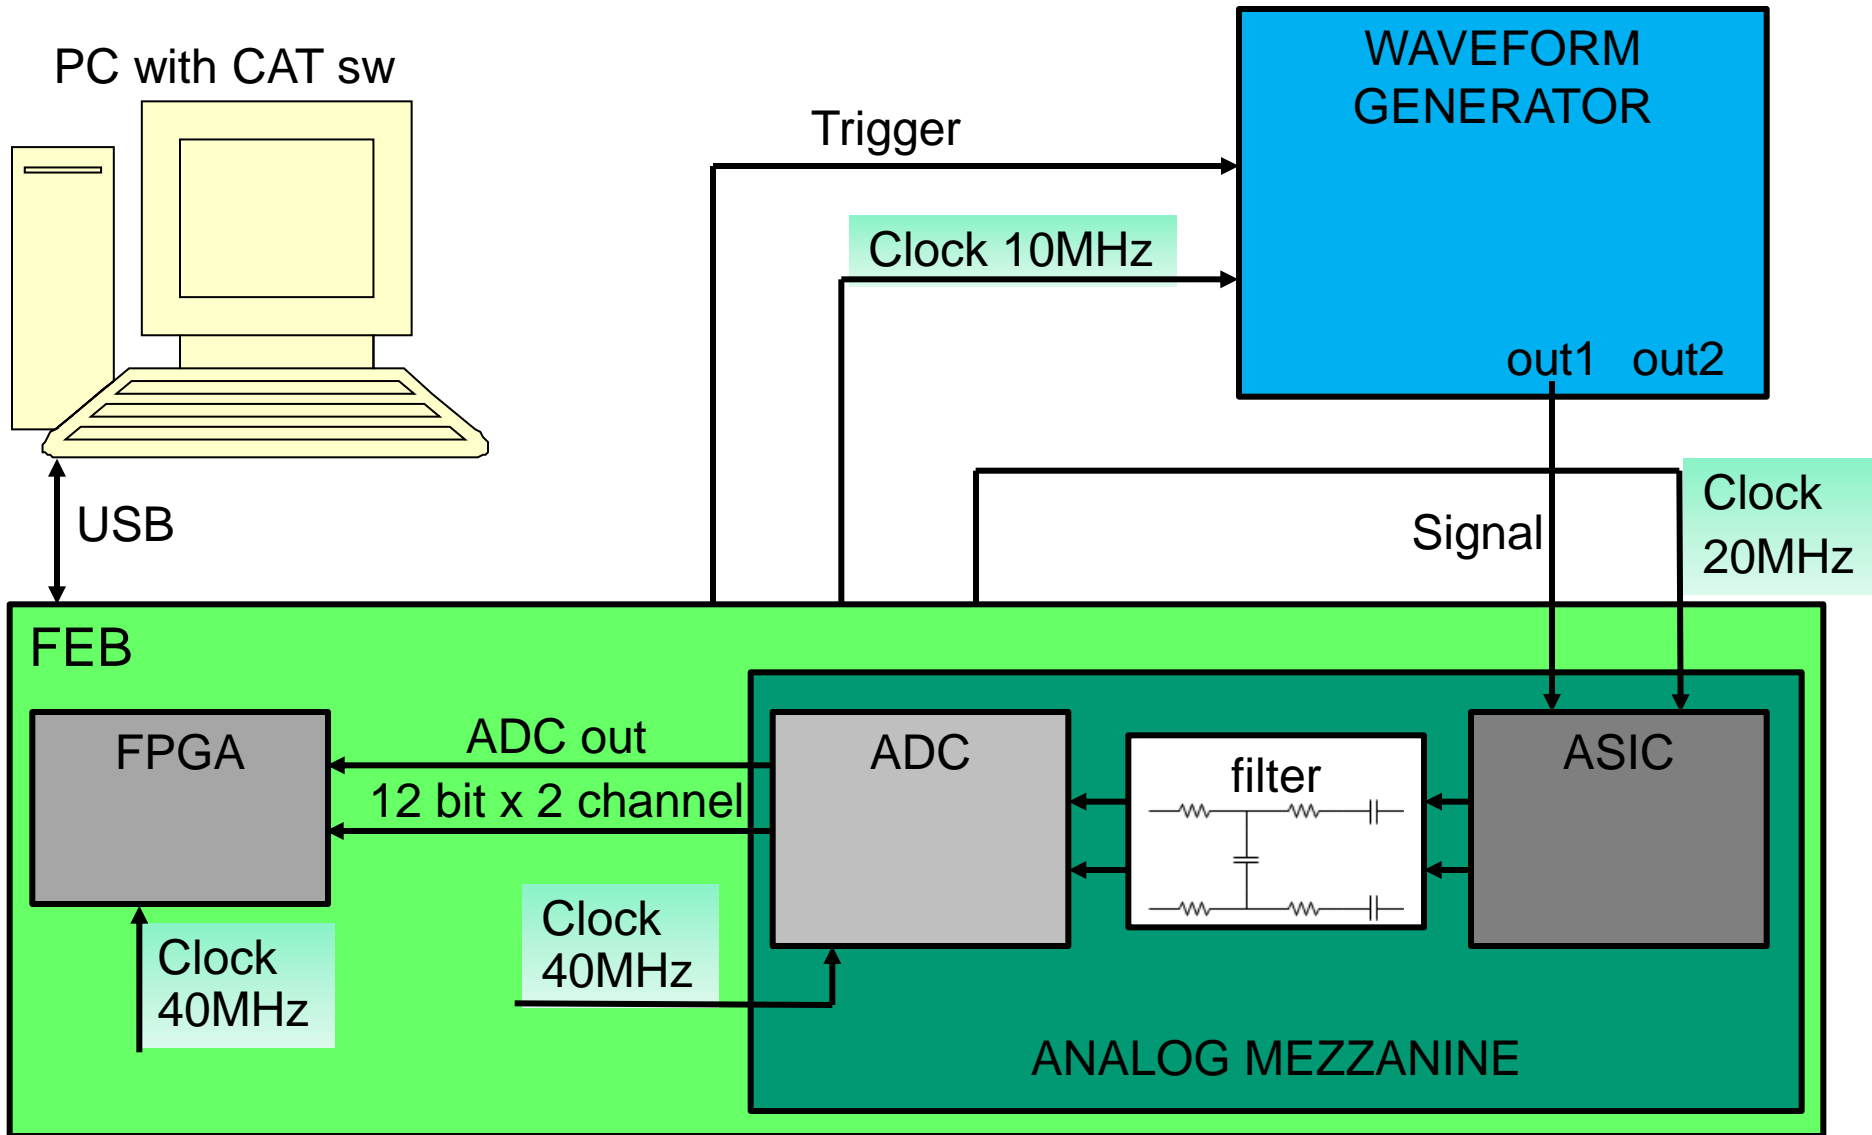 PC with CAT sw
WAVEFORM
GENERATOR
Trigger
Clock 10MHz
out1 out2
USB
Signal
Clock
20MHz
FEB
FPGA
ADC out
12 bit x 2 channel
ADC
filter
ASIC
Clock
40MHz
Clock
40MHz
ANALOG MEZZANINE